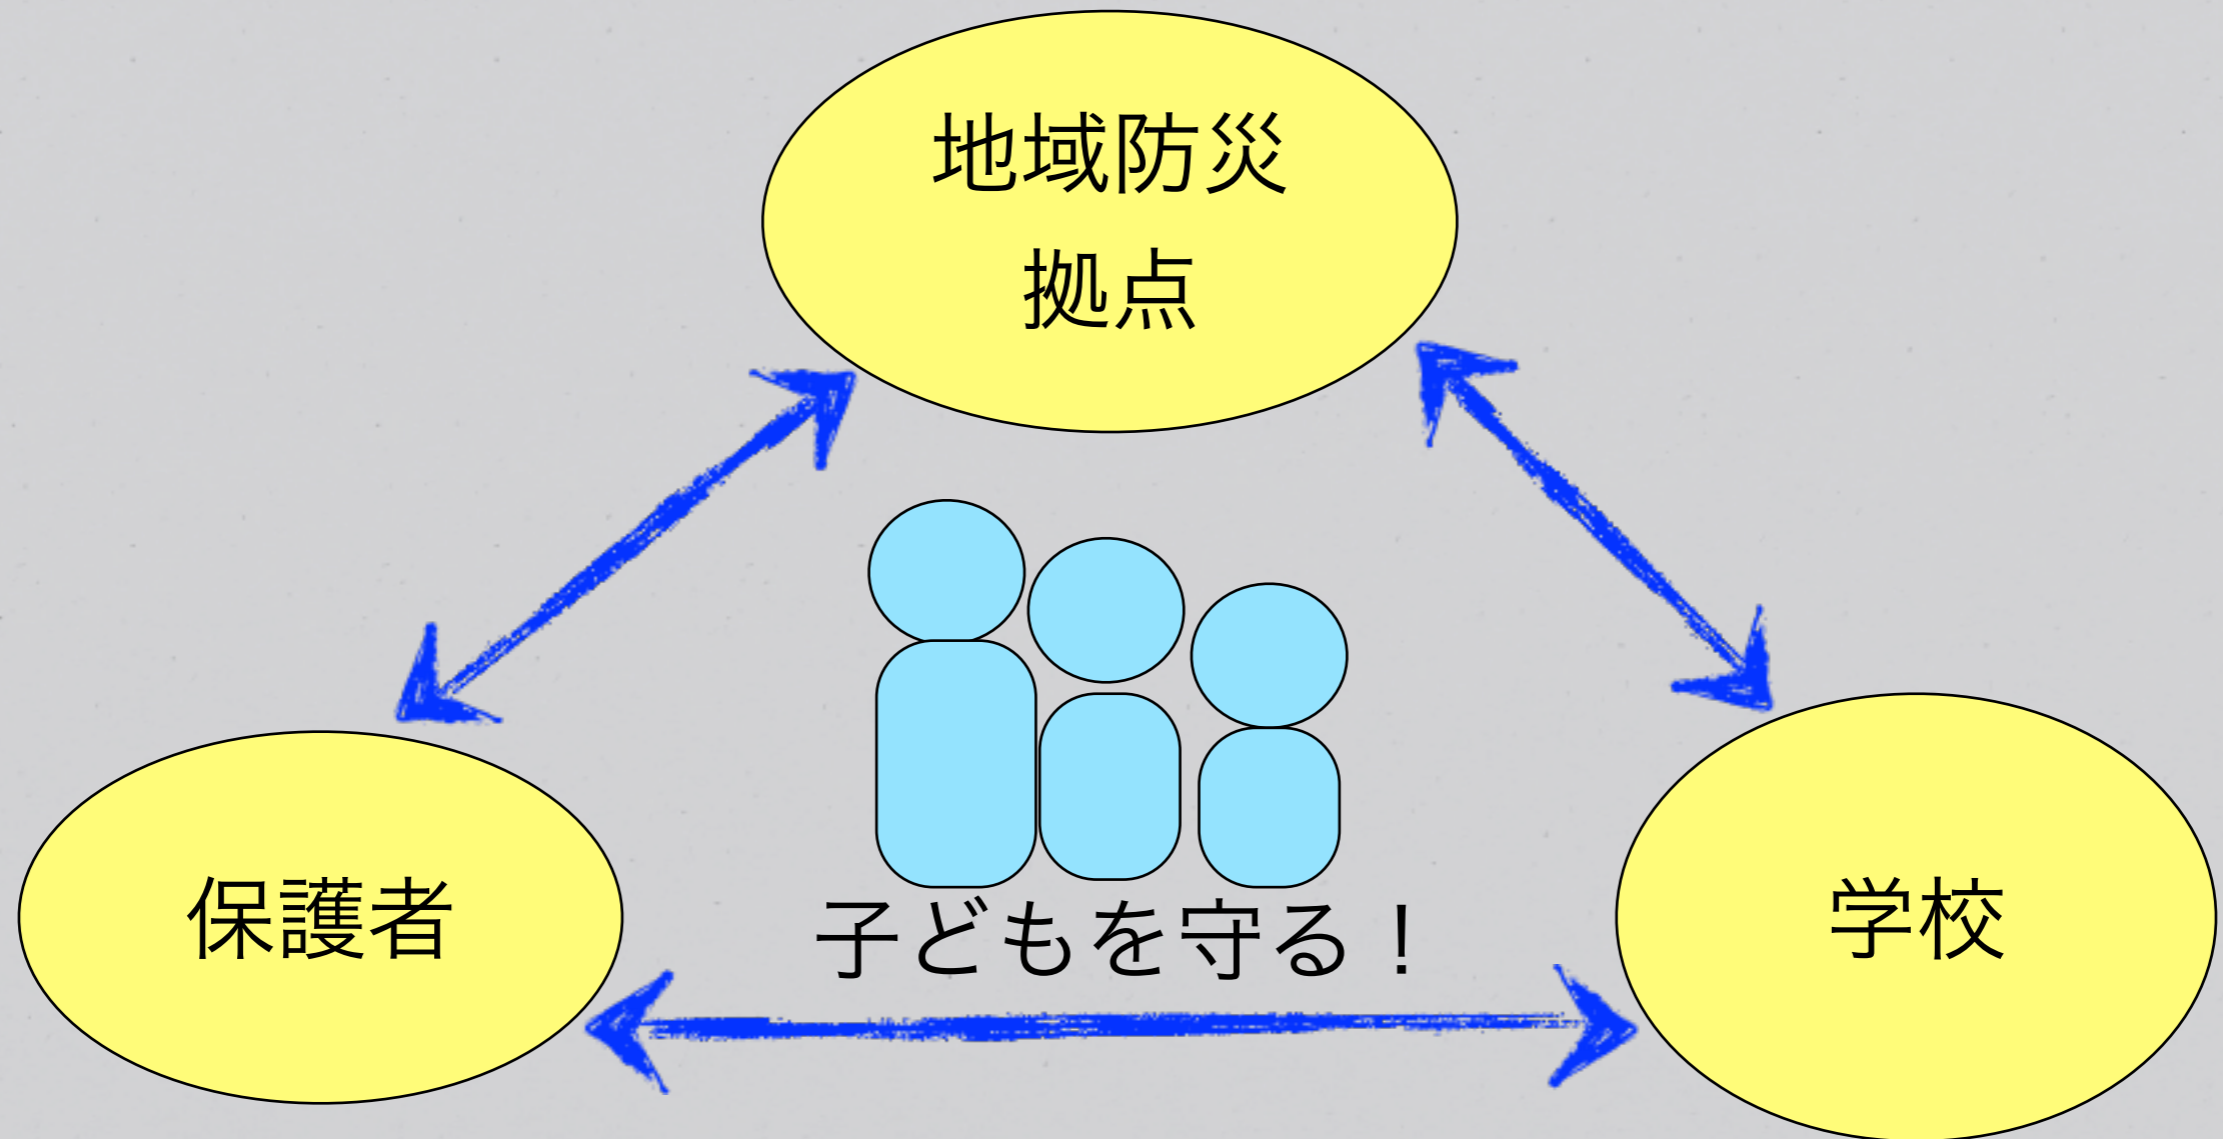 地域防災
拠点
保護者
子どもを守る！
学校